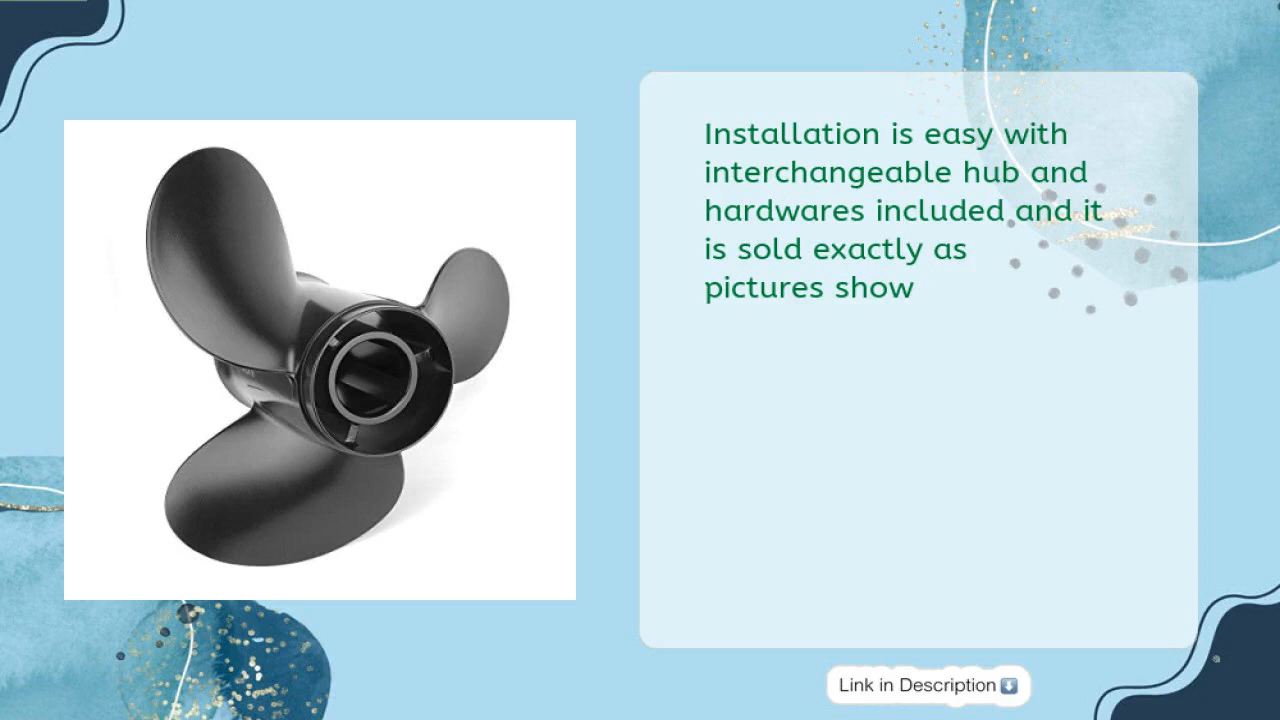 Installation is easy with
interchangeable hub and
hardwares included and it
is sold exactly as
pictures show
Link in Description⬇️